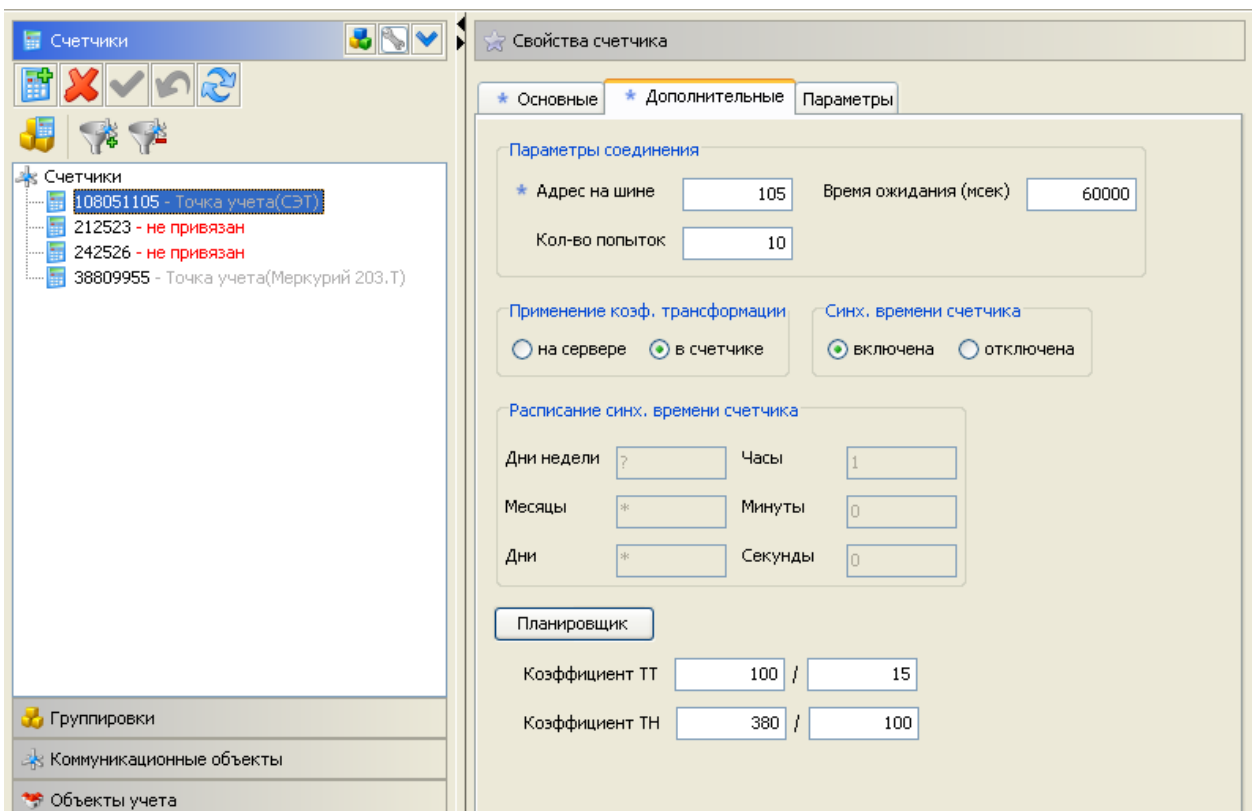 Счетчики
Счетчики
108051105 - Точка учета(СЭТ)
212523 - не привязан
242526 - не привязан
38809955 - Точка учета(Меркурий 203.Т)
Группировки
Коммуникационные объекты
Объекты учета
Свойства счетчика
* Основные
* Дополнительные
Параметры
Параметры соединения
* Адрес на шине 105 Время ожидания (мсек) 60000
Кол-во попыток 10
Применение коэф. трансформации
на сервере в счетчике
Синх. времени счетчика
включена отключена
Расписание синх. времени счетчика
Дни недели ? Часы 1
Месяцы * Минуты 0
Дни * Секунды 0
Планировщик
Коэффициент ТТ 100 / 15
Коэффициент ТН 380 / 100